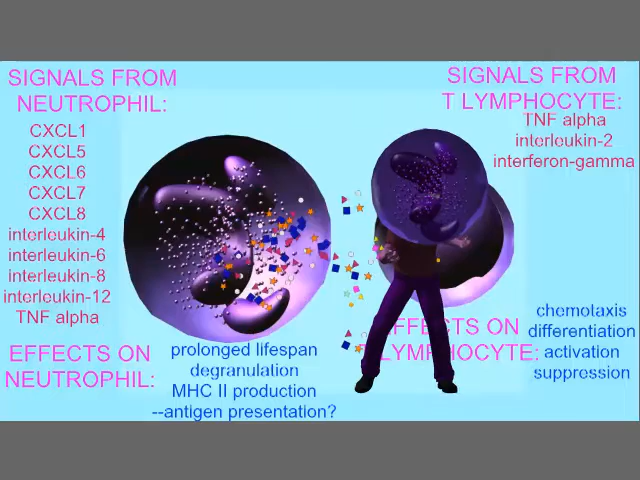 SIGNALS FROM
NEUTROPHIL:
CXCL1
CXCL5
CXCL6
CXCL7
CXCL8
interleukin-4
interleukin-6
interleukin-8
interleukin-12
TNF alpha
EFFECTS ON
NEUTROPHIL:
prolonged lifespan
degranulation
MHC II production
--antigen presentation?
SIGNALS FROM
T LYMPHOCYTE:
TNF alpha
interleukin-2
interferon-gamma
ON
chemotaxis
differentiation
activation
suppression